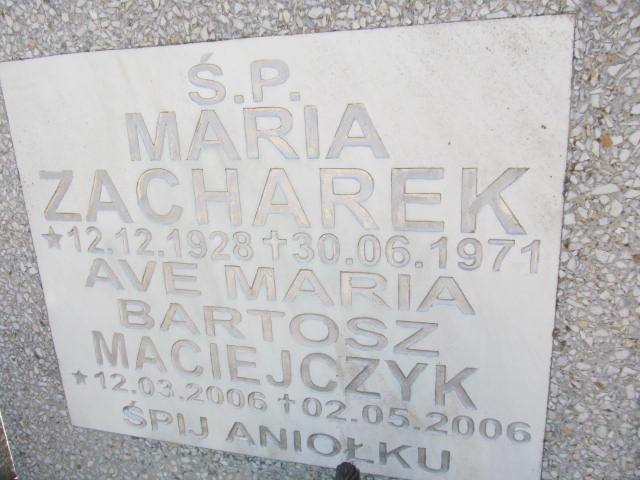 Ś.P.
MARIA
ZACHAREK
★12.12.1928 ✝30.06.1971
AVE MARIA
BARTOSZ
MACIEJCZYK
★12.03.2006 ✝02.05.2006
ŚPIJ ANIOŁKU